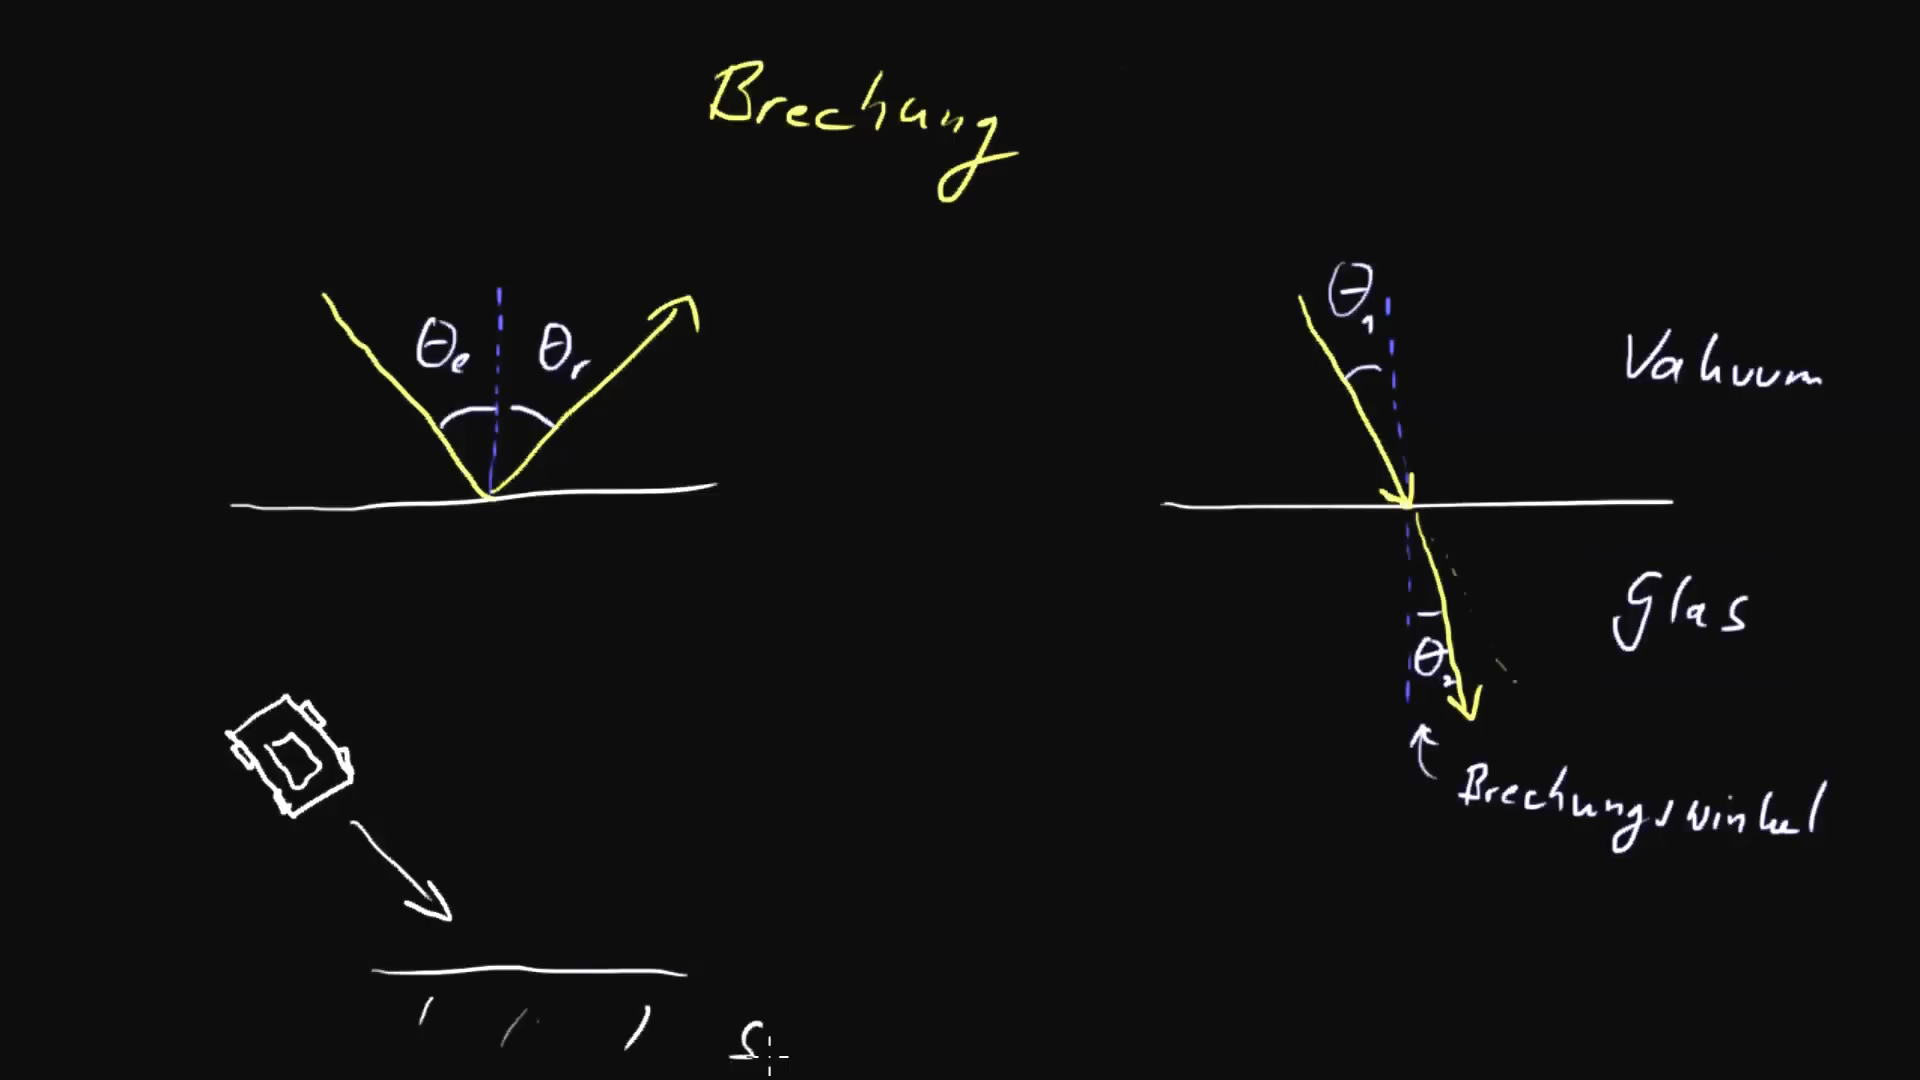 Brechung
θe θr
θ1
Vakuum
Glas
θ2
Brechungswinkel
S